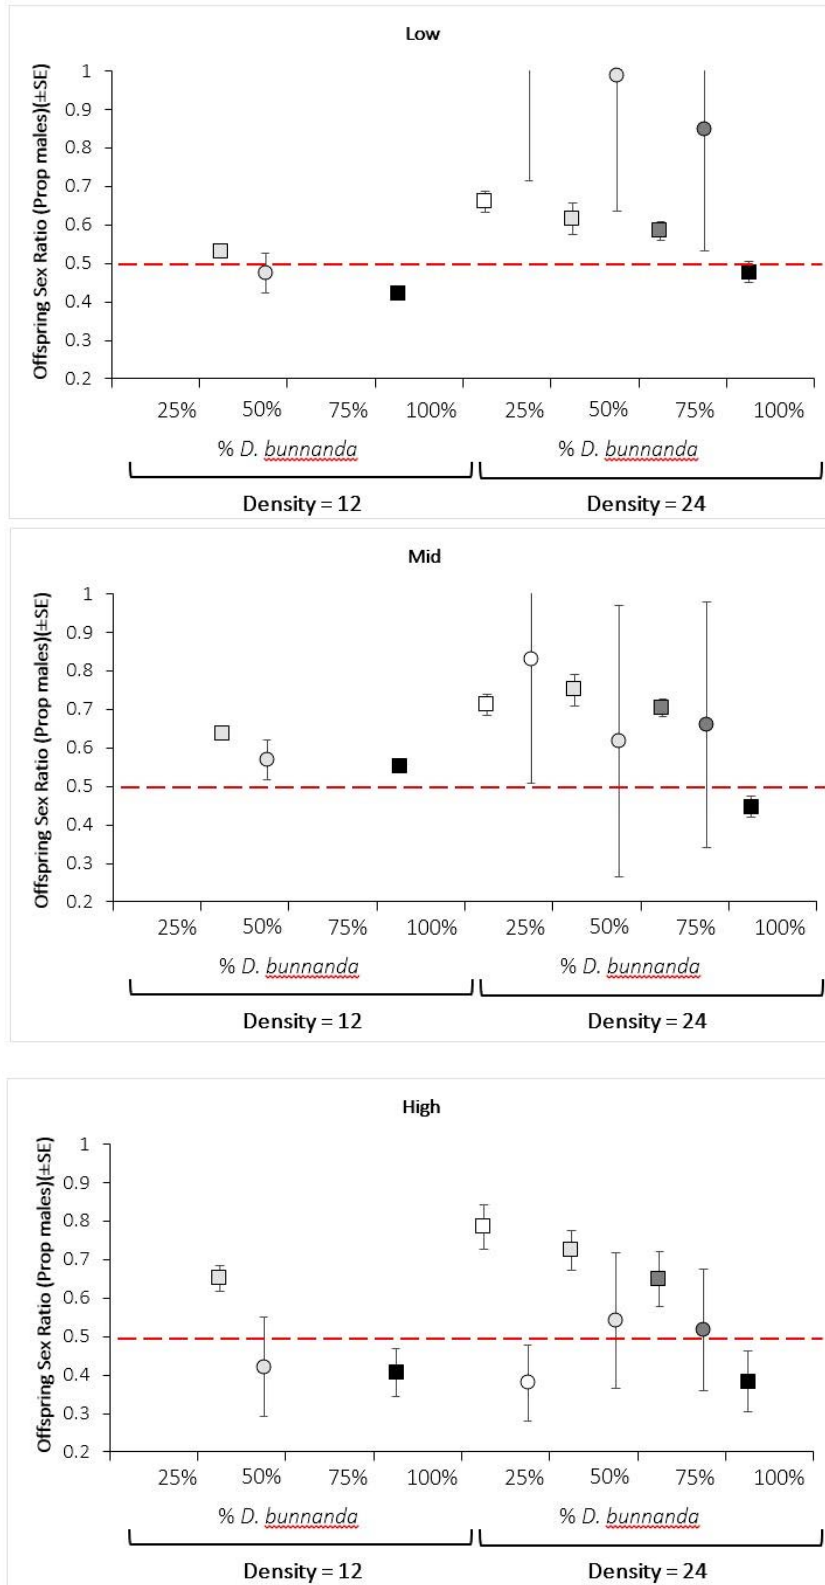 Low
Offspring Sex Ratio (Prop males)(±SE)
1
0.9
0.8
0.7
0.6
0.5
0.4
0.3
0.2
25% 50% 75% 100% 25% 50% 75% 100%
% D. bunnanda % D. bunnanda
Density = 12 Density = 24
Mid
Offspring Sex Ratio (Prop males)(±SE)
1
0.9
0.8
0.7
0.6
0.5
0.4
0.3
0.2
25% 50% 75% 100% 25% 50% 75% 100%
% D. bunnanda % D. bunnanda
Density = 12 Density = 24
High
Offspring Sex Ratio (Prop males)(±SE)
1
0.9
0.8
0.7
0.6
0.5
0.4
0.3
0.2
25% 50% 75% 100% 25% 50% 75% 100%
% D. bunnanda % D. bunnanda
Density = 12 Density = 24